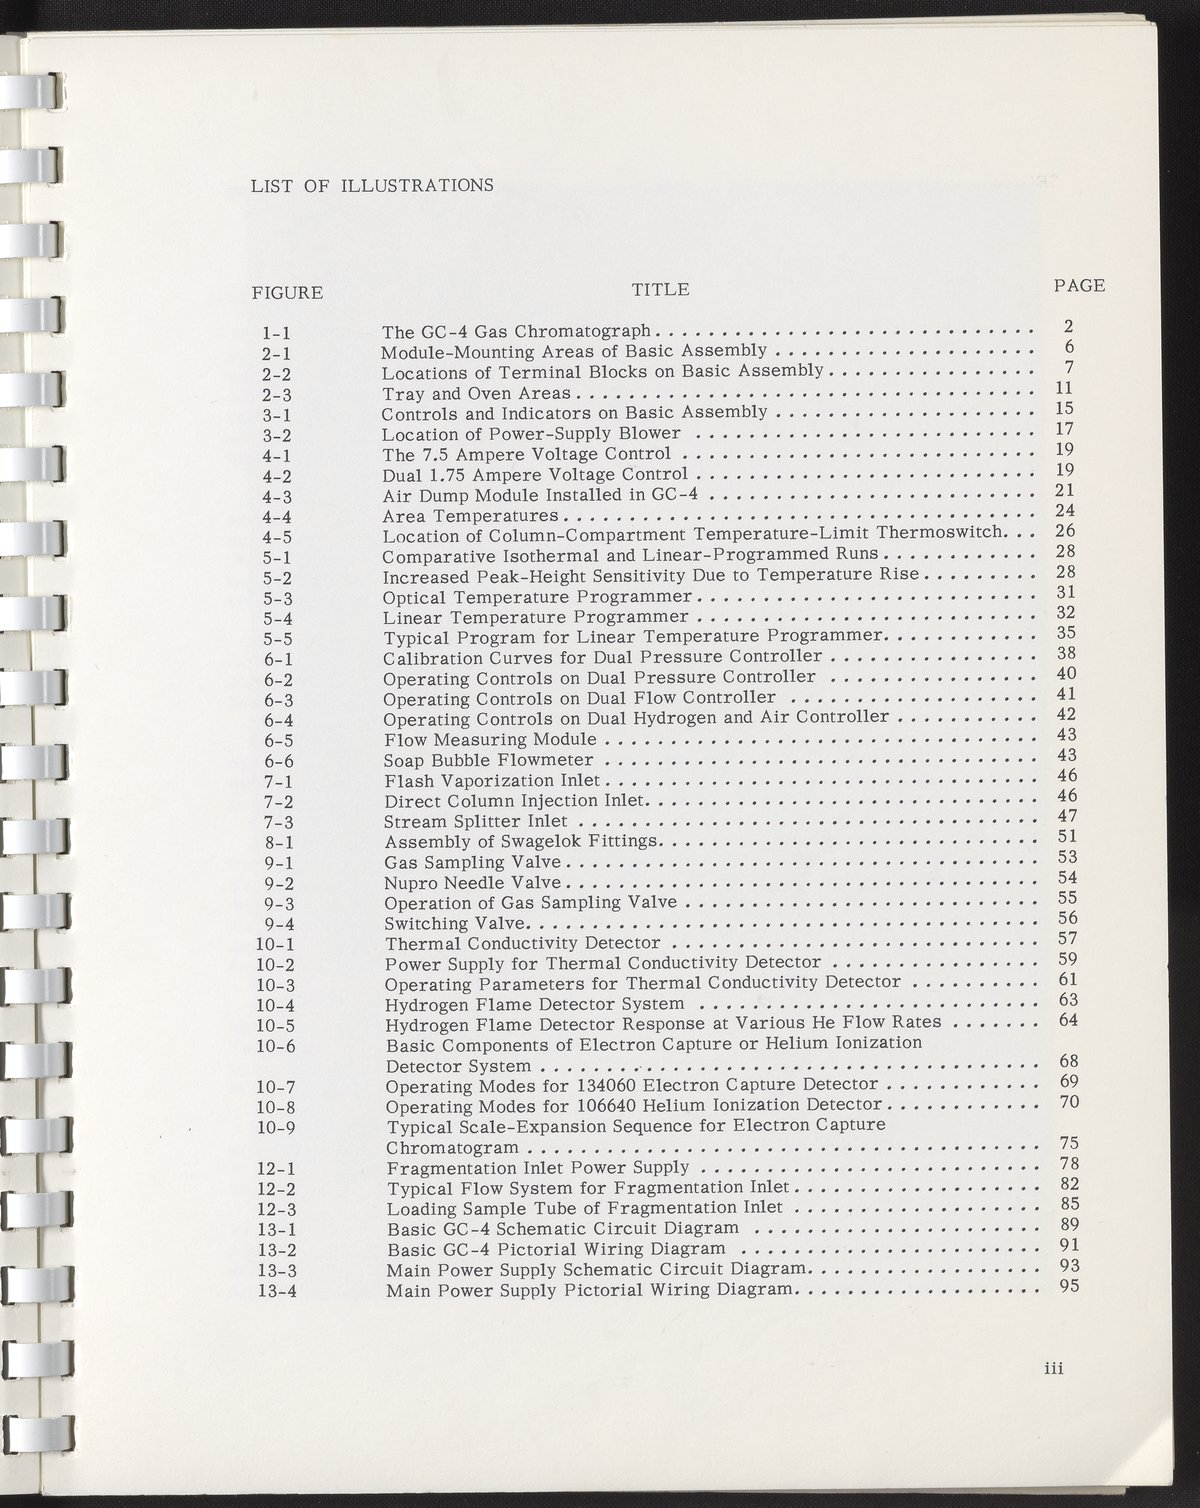 LIST OF ILLUSTRATIONS
FIGURE TITLE PAGE
1-1 The GC-4 Gas Chromatograph . . . . . . . . . . . . . . . . . . . . . . . . . . . . . 2
2-1 Module-Mounting Areas of Basic Assembly . . . . . . . . . . . . . . . . . . . . 6
2-2 Locations of Terminal Blocks on Basic Assembly . . . . . . . . . . . . . . . . 7
2-3 Tray and Oven Areas . . . . . . . . . . . . . . . . . . . . . . . . . . . . . . . . . . . 11
3-1 Controls and Indicators on Basic Assembly . . . . . . . . . . . . . . . . . . . . 15
3-2 Location of Power-Supply Blower . . . . . . . . . . . . . . . . . . . . . . . . . . 17
4-1 The 7.5 Ampere Voltage Control . . . . . . . . . . . . . . . . . . . . . . . . . . . 19
4-2 Dual 1.75 Ampere Voltage Control . . . . . . . . . . . . . . . . . . . . . . . . . . 19
4-3 Air Dump Module Installed in GC-4 . . . . . . . . . . . . . . . . . . . . . . . . . 21
4-4 Area Temperatures . . . . . . . . . . . . . . . . . . . . . . . . . . . . . . . . . . . . 24
4-5 Location of Column-Compartment Temperature-Limit Thermoswitch. . . 26
5-1 Comparative Isothermal and Linear-Programmed Runs . . . . . . . . . . . . 28
5-2 Increased Peak-Height Sensitivity Due to Temperature Rise . . . . . . . . . 28
5-3 Optical Temperature Programmer . . . . . . . . . . . . . . . . . . . . . . . . . . 31
5-4 Linear Temperature Programmer . . . . . . . . . . . . . . . . . . . . . . . . . . 32
5-5 Typical Program for Linear Temperature Programmer. . . . . . . . . . . . 35
6-1 Calibration Curves for Dual Pressure Controller . . . . . . . . . . . . . . . . 38
6-2 Operating Controls on Dual Pressure Controller . . . . . . . . . . . . . . . . 40
6-3 Operating Controls on Dual Flow Controller . . . . . . . . . . . . . . . . . . . 41
6-4 Operating Controls on Dual Hydrogen and Air Controller . . . . . . . . . . . 42
6-5 Flow Measuring Module . . . . . . . . . . . . . . . . . . . . . . . . . . . . . . . . . 43
6-6 Soap Bubble Flowmeter . . . . . . . . . . . . . . . . . . . . . . . . . . . . . . . . . 43
7-1 Flash Vaporization Inlet . . . . . . . . . . . . . . . . . . . . . . . . . . . . . . . . . 46
7-2 Direct Column Injection Inlet. . . . . . . . . . . . . . . . . . . . . . . . . . . . . . 46
7-3 Stream Splitter Inlet . . . . . . . . . . . . . . . . . . . . . . . . . . . . . . . . . . . 47
8-1 Assembly of Swagelok Fittings. . . . . . . . . . . . . . . . . . . . . . . . . . . . . 51
9-1 Gas Sampling Valve . . . . . . . . . . . . . . . . . . . . . . . . . . . . . . . . . . . . 53
9-2 Nupro Needle Valve . . . . . . . . . . . . . . . . . . . . . . . . . . . . . . . . . . . . 54
9-3 Operation of Gas Sampling Valve . . . . . . . . . . . . . . . . . . . . . . . . . . . 55
9-4 Switching Valve. . . . . . . . . . . . . . . . . . . . . . . . . . . . . . . . . . . . . . . 56
10-1 Thermal Conductivity Detector . . . . . . . . . . . . . . . . . . . . . . . . . . . . 57
10-2 Power Supply for Thermal Conductivity Detector . . . . . . . . . . . . . . . . 59
10-3 Operating Parameters for Thermal Conductivity Detector . . . . . . . . . . 61
10-4 Hydrogen Flame Detector System . . . . . . . . . . . . . . . . . . . . . . . . . . 63
10-5 Hydrogen Flame Detector Response at Various He Flow Rates . . . . . . . 64
10-6 Basic Components of Electron Capture or Helium Ionization
Detector System . . . . . . . . . . . . . . . . . . . . . . . . . . . . . . . . . . . . . . 68
10-7 Operating Modes for 134060 Electron Capture Detector . . . . . . . . . . . . 69
10-8 Operating Modes for 106640 Helium Ionization Detector . . . . . . . . . . . . 70
10-9 Typical Scale-Expansion Sequence for Electron Capture
Chromatogram . . . . . . . . . . . . . . . . . . . . . . . . . . . . . . . . . . . . . . . 75
12-1 Fragmentation Inlet Power Supply . . . . . . . . . . . . . . . . . . . . . . . . . . 78
12-2 Typical Flow System for Fragmentation Inlet . . . . . . . . . . . . . . . . . . . 82
12-3 Loading Sample Tube of Fragmentation Inlet . . . . . . . . . . . . . . . . . . . 85
13-1 Basic GC-4 Schematic Circuit Diagram . . . . . . . . . . . . . . . . . . . . . . 89
13-2 Basic GC-4 Pictorial Wiring Diagram . . . . . . . . . . . . . . . . . . . . . . . 91
13-3 Main Power Supply Schematic Circuit Diagram. . . . . . . . . . . . . . . . . . 93
13-4 Main Power Supply Pictorial Wiring Diagram. . . . . . . . . . . . . . . . . . . 95
iii